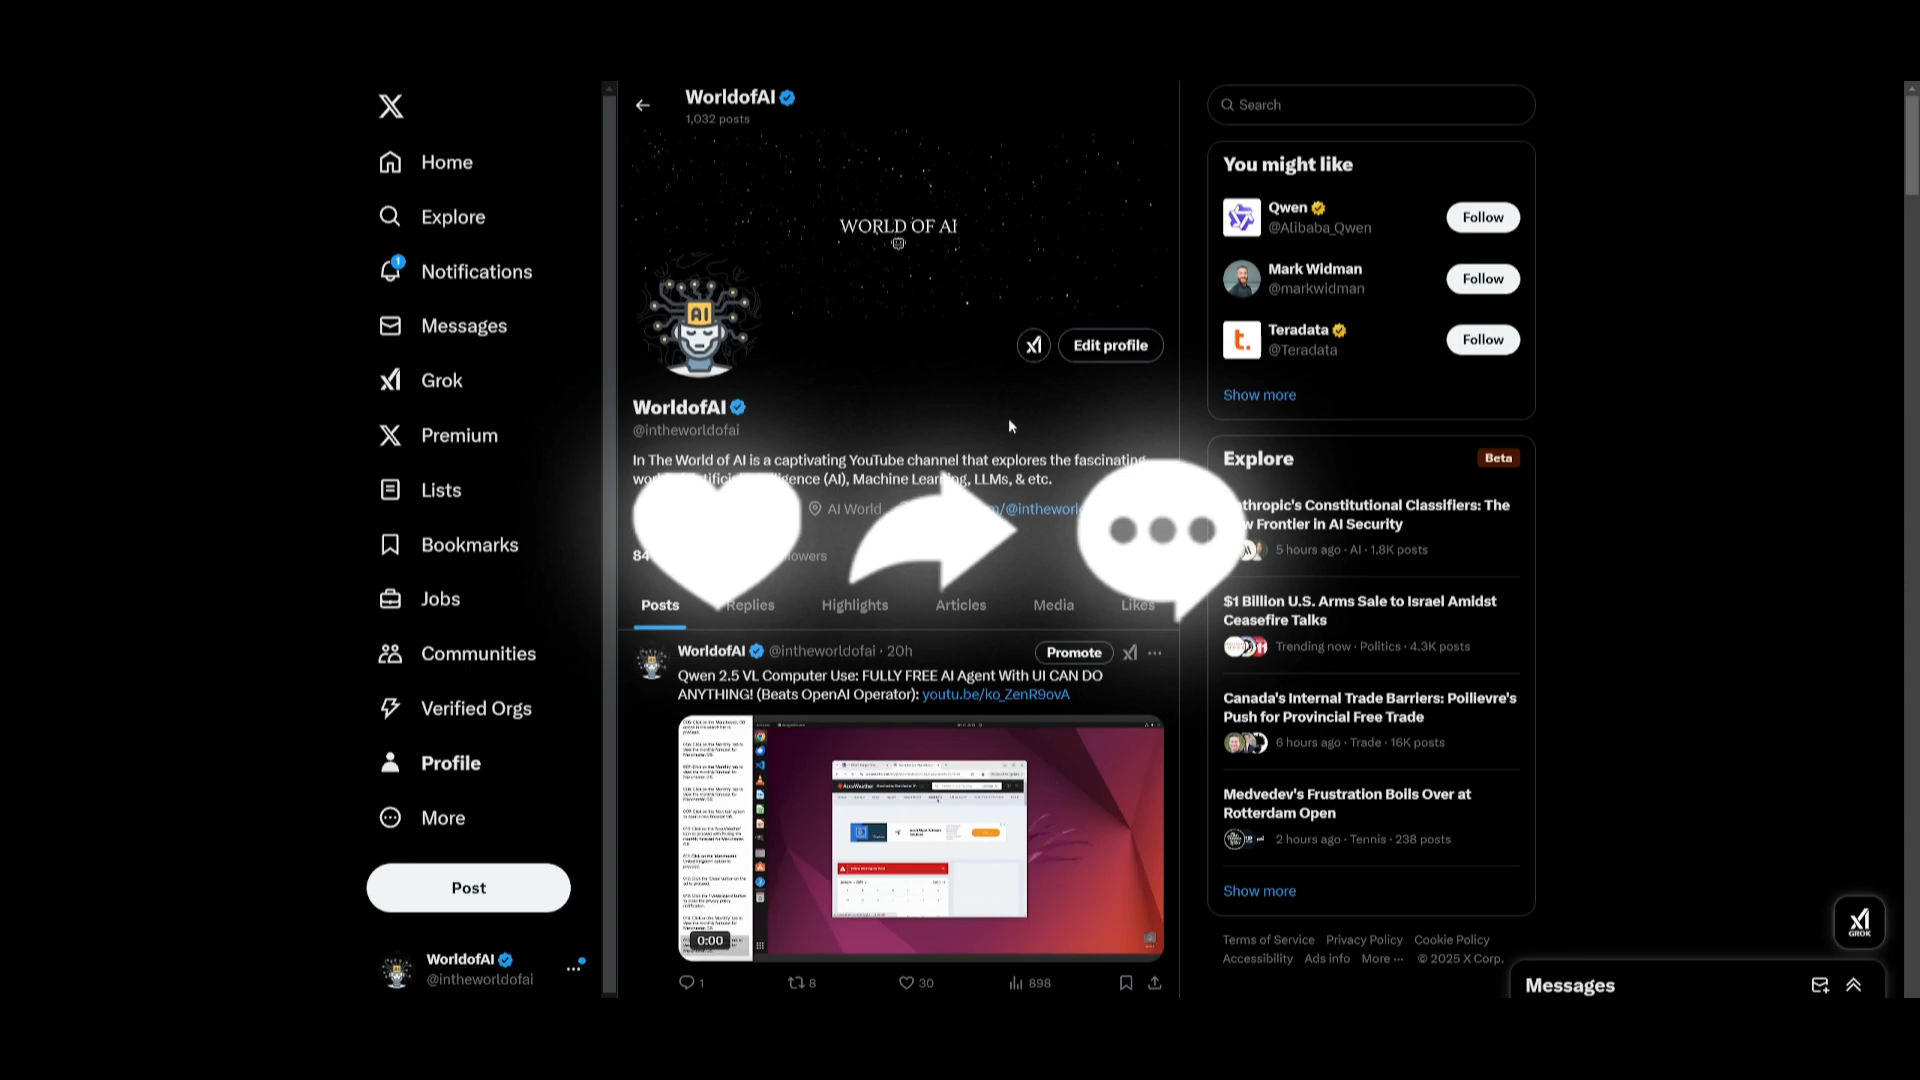 Home
Explore
1
Notifications
Messages
Grok
Premium
Lists
Bookmarks
Jobs
Communities
Verified Orgs
Profile
More
Post
WorldofAI
@intheworldofai
WorldofAI
1,032 posts
WORLD OF AI
AI
Edit profile
WorldofAI
@intheworldofai
In The World of AI is a captivating YouTube channel that explores the fascinating
(AI), Machine Learning, LLMs, & etc.
AI World
84
Posts
Replies
Highlights
Articles
Media
Likes
WorldofAI @intheworldofai · 20h
Promote
Qwen 2.5 VL Computer Use: FULLY FREE AI Agent With UI CAN DO
ANYTHING! (Beats OpenAI Operator): youtu.be/ko_ZenR9ovA
AccuWeather
0:00
1
8
30
898
Search
You might like
Qwen
@Alibaba_Qwen
Follow
Mark Widman
@markwidman
Follow
Teradata
@Teradata
Follow
Show more
Explore
Beta
Constitutional Classifiers: The
Frontier in AI Security
5 hours ago · AI · 1.8K posts
$1 Billion U.S. Arms Sale to Israel Amidst
Ceasefire Talks
Trending now · Politics · 4.3K posts
Canada's Internal Trade Barriers: Poilievre's
Push for Provincial Free Trade
6 hours ago · Trade · 16K posts
Medvedev's Frustration Boils Over at
Rotterdam Open
2 hours ago · Tennis · 238 posts
Show more
Terms of Service Privacy Policy Cookie Policy
Accessibility Ads info More ··· © 2025 X Corp.
GROK
Messages